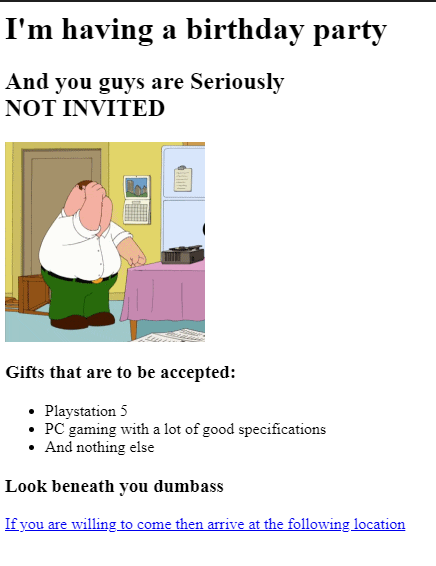 I'm having a birthday party
And you guys are Seriously
NOT INVITED
Gifts that are to be accepted:
Playstation 5
PC gaming with a lot of good specifications
And nothing else
Look beneath you dumbass
If you are willing to come then arrive at the following location